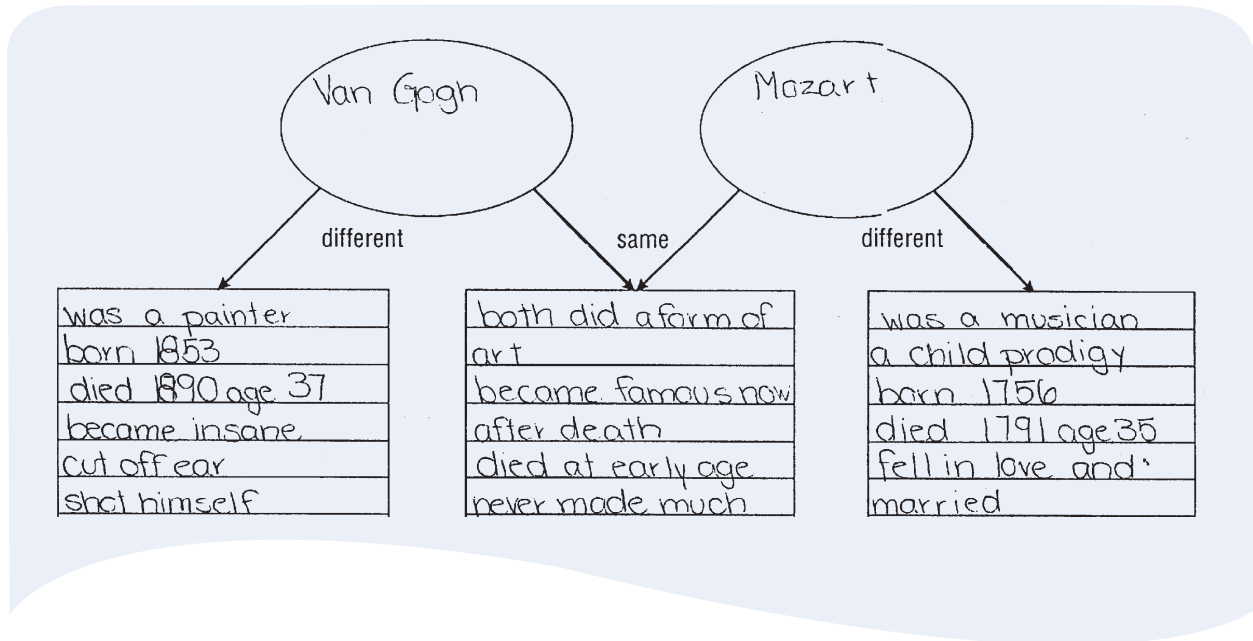 Van Gogh
Mozart
different
same
different
was a painter
born 1853
died 1890 age 37
became insane
cut off ear
shot himself
both did a form of
art
became famous now
after death
died at early age
never made much
was a musician
a child prodigy
born 1756
died 1791 age 35
fell in love and
married